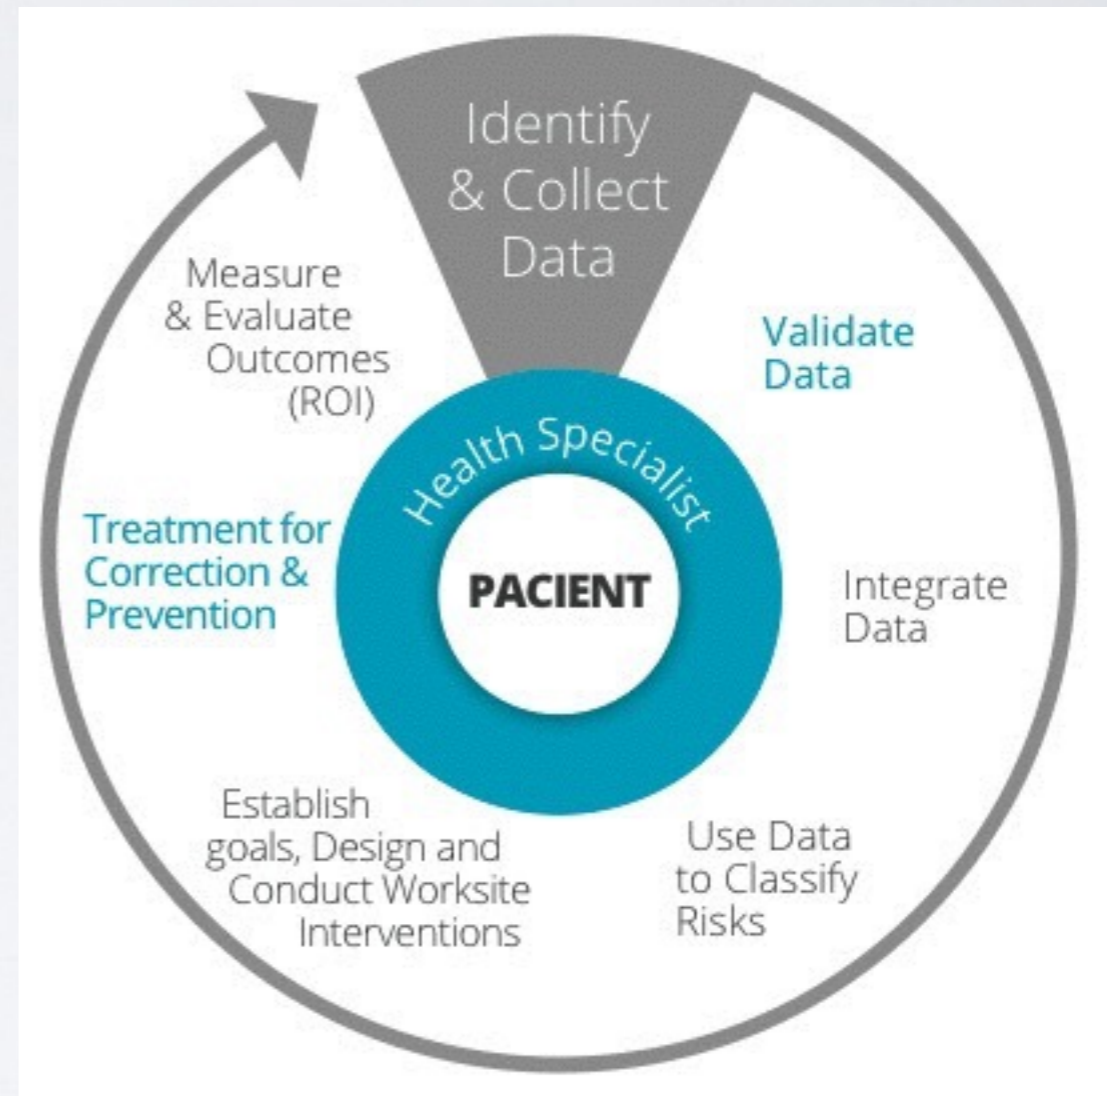 Identify
& Collect
Data
Validate
Data
Integrate
Data
Use Data
to Classify
Risks
Establish
goals, Design and
Conduct Worksite
Interventions
Treatment for
Correction &
Prevention
Measure
& Evaluate
Outcomes
(ROI)
Health Specialist
PACIENT